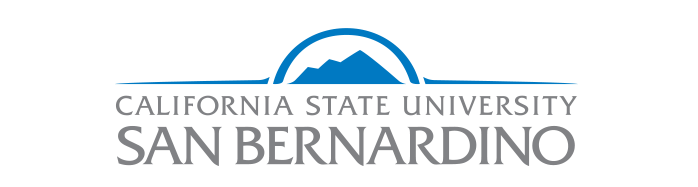 CALIFORNIA STATE UNIVERSITY
SAN BERNARDINO